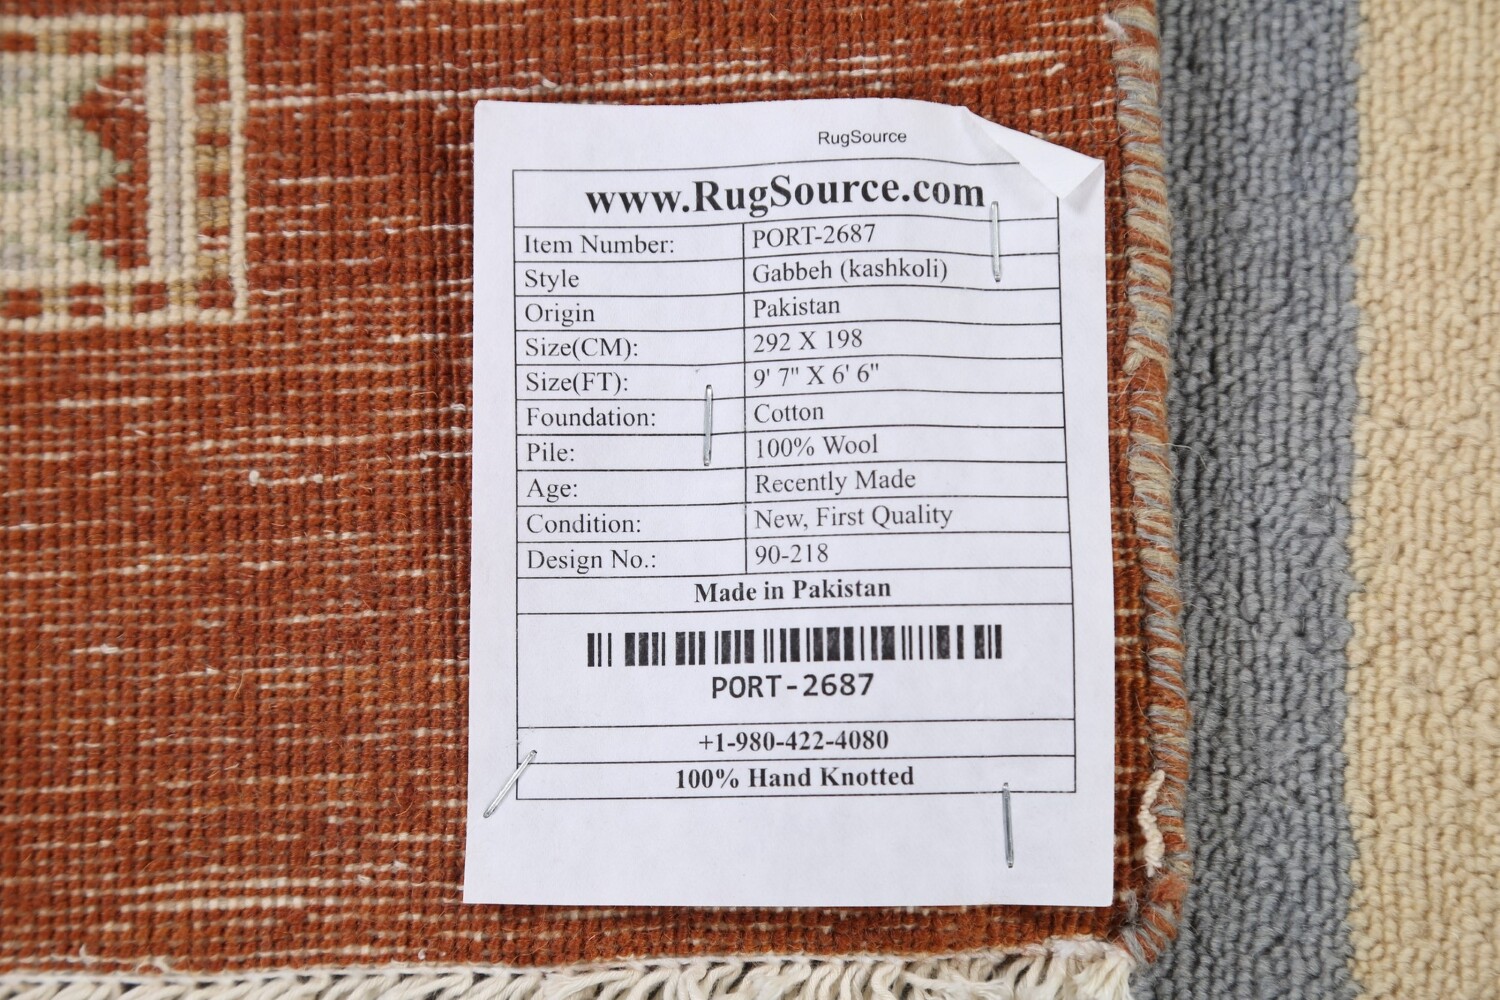 RugSource
www.RugSource.com
Item Number: PORT-2687
Style Gabbeh (kashkoli)
Origin Pakistan
Size(CM): 292 X 198
Size(FT): 9' 7" X 6' 6"
Foundation: Cotton
Pile: 100% Wool
Age: Recently Made
Condition: New, First Quality
Design No.: 90-218
Made in Pakistan
PORT-2687
+1-980-422-4080
100% Hand Knotted